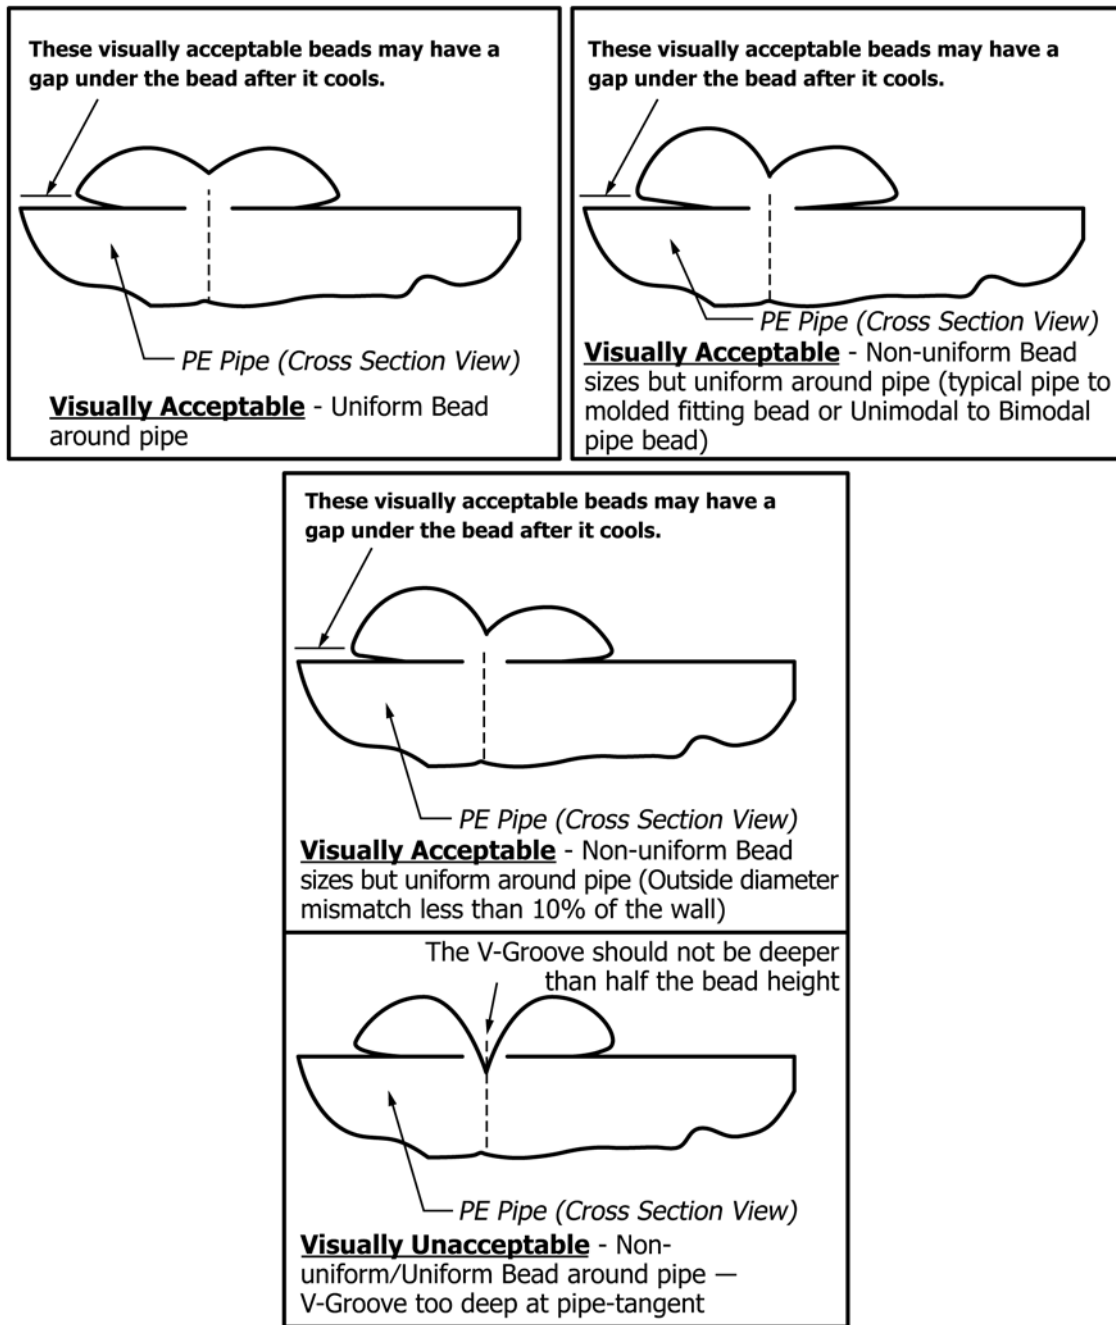 These visually acceptable beads may have a
gap under the bead after it cools.
PE Pipe (Cross Section View)
Visually Acceptable - Uniform Bead
around pipe
These visually acceptable beads may have a
gap under the bead after it cools.
PE Pipe (Cross Section View)
Visually Acceptable - Non-uniform Bead
sizes but uniform around pipe (typical pipe to
molded fitting bead or Unimodal to Bimodal
pipe bead)
These visually acceptable beads may have a
gap under the bead after it cools.
PE Pipe (Cross Section View)
Visually Acceptable - Non-uniform Bead
sizes but uniform around pipe (Outside diameter
mismatch less than 10% of the wall)
The V-Groove should not be deeper
than half the bead height
PE Pipe (Cross Section View)
Visually Unacceptable - Non-
uniform/Uniform Bead around pipe —
V-Groove too deep at pipe-tangent